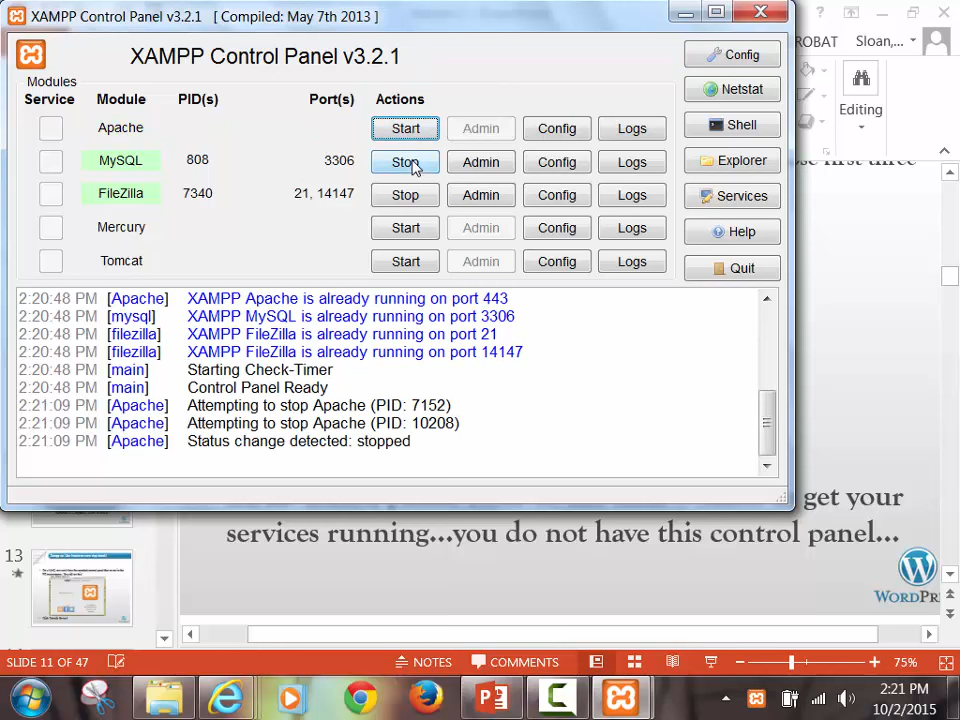 XAMPP Control Panel v3.2.1 [ Compiled: May 7th 2013 ]
XAMPP Control Panel v3.2.1
Config
Modules
Service Module PID(s) Port(s) Actions
Netstat
Apache Start Admin Config Logs
Shell
MySQL 808 3306 Stop Admin Config Logs
Explorer
FileZilla 7340 21, 14147 Stop Admin Config Logs
Services
Mercury Start Admin Config Logs
Help
Tomcat Start Admin Config Logs
Quit
2:20:48 PM [Apache] XAMPP Apache is already running on port 443
2:20:48 PM [mysql] XAMPP MySQL is already running on port 3306
2:20:48 PM [filezilla] XAMPP FileZilla is already running on port 21
2:20:48 PM [filezilla] XAMPP FileZilla is already running on port 14147
2:20:48 PM [main] Starting Check-Timer
2:20:48 PM [main] Control Panel Ready
2:21:09 PM [Apache] Attempting to stop Apache (PID: 7152)
2:21:09 PM [Apache] Attempting to stop Apache (PID: 10208)
2:21:09 PM [Apache] Status change detected: stopped
?
ROBAT Sloan,...
Editing
first three
get your
services running...you do not have this control panel...
WORDPR
13
SLIDE 11 OF 47 NOTES COMMENTS 75%
2:21 PM
10/2/2015